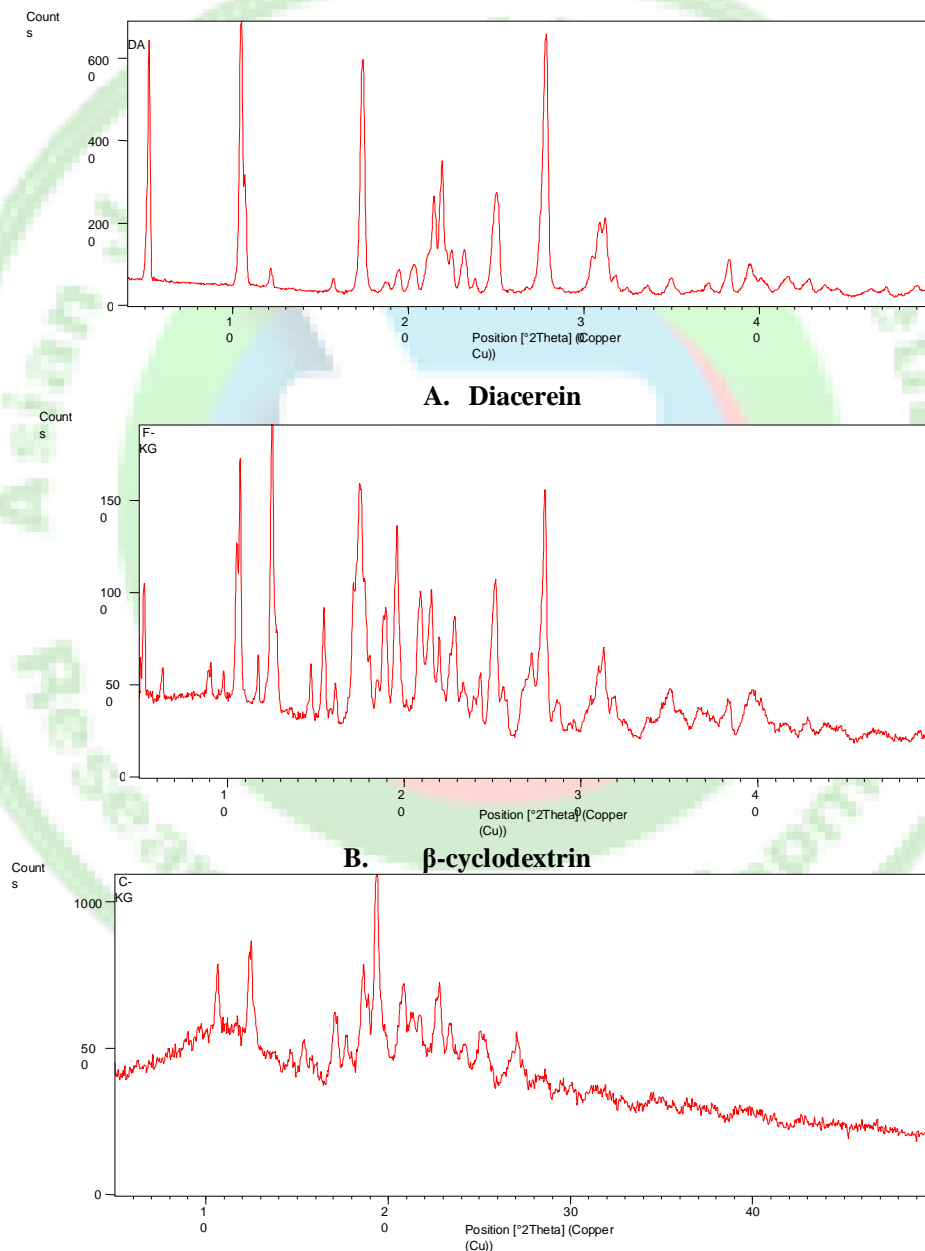 Count
s
DA
600
0
400
0
200
0
0
1
0
2
0
3
0
4
0
Position [°2Theta] (Copper
Cu))
A. Diacerein
Count
s
F-
KG
150
0
100
0
50
0
0
1
0
2
0
3
0
4
0
Position [°2Theta] (Copper
(Cu))
B. β-cyclodextrin
Count
s
C-
KG
1000
50
0
0
1
0
2
0
30
40
Position [°2Theta] (Copper
(Cu))
Asian
Resea